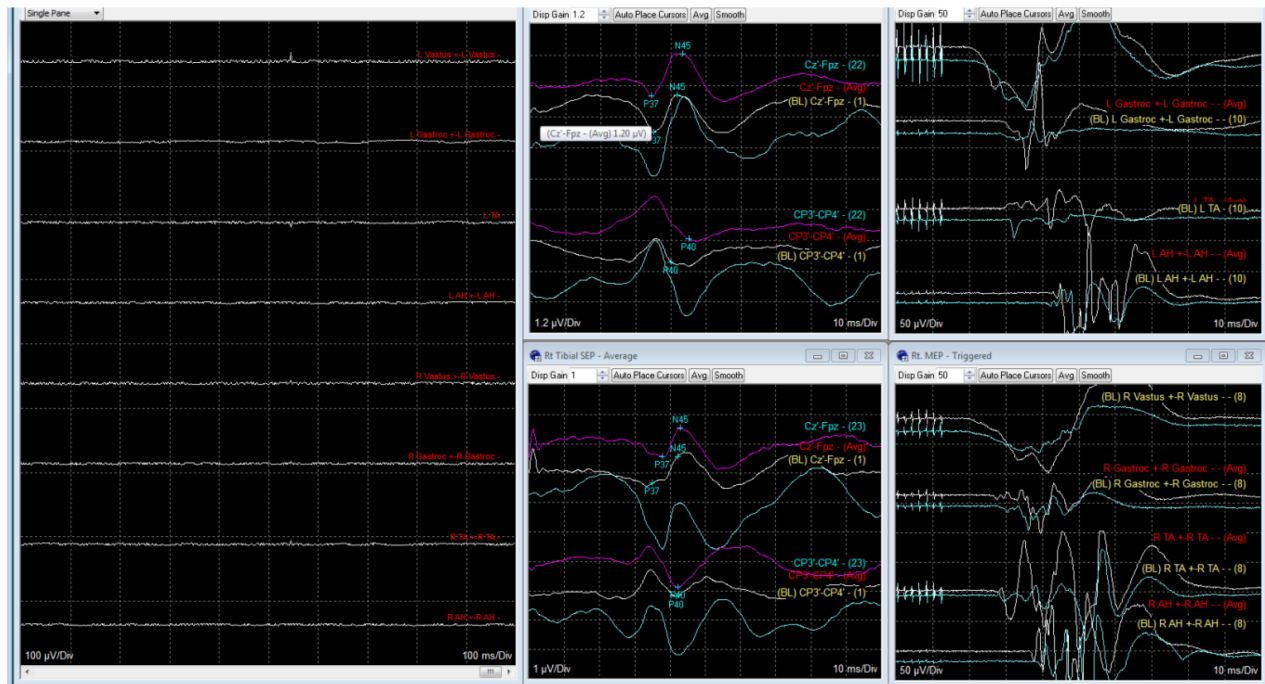 Single Pane
L Vastus +-L Vastus -
L Gastroc +-L Gastroc -
L TA
L AH +-L AH -
R Vastus +-R Vastus -
R Gastroc +-R Gastroc -
R TA +-R TA -
R AH +-R AH -
100 µV/Div
100 ms/Div
Disp Gain 1.2 Auto Place Cursors Avg Smooth
N45
Cz'-Fpz - (22)
P37
N45
Cz'-Fpz - (Avg)
(BL) Cz'-Fpz - (1)
(Cz'-Fpz - (Avg) 1.20 µV)
CP3'-CP4' - (22)
CP3'-CP4' - (Avg)
P40
(BL) CP3'-CP4' - (1)
P40
1.2 µV/Div
10 ms/Div
Rt Tibial SEP - Average
Disp Gain 1 Auto Place Cursors Avg Smooth
N45
Cz'-Fpz - (23)
N45
Cz'-Fpz - (Avg)
P37
(BL) Cz'-Fpz - (1)
P37
CP3'-CP4' - (23)
CP3'-CP4' - (Avg)
(BL) CP3'-CP4' - (1)
P40
1 µV/Div
10 ms/Div
Disp Gain 50 Auto Place Cursors Avg Smooth
L Gastroc +-L Gastroc - - (Avg)
(BL) L Gastroc +-L Gastroc - - (10)
(BL) L TA - (10)
L AH +-L AH - - (Avg)
(BL) L AH +-L AH - - (10)
50 µV/Div
10 ms/Div
Rt. MEP - Triggered
Disp Gain 50 Auto Place Cursors Avg Smooth
(BL) R Vastus +-R Vastus - - (8)
R Gastroc +-R Gastroc - - (Avg)
(BL) R Gastroc +-R Gastroc - - (8)
R TA +-R TA - - (Avg)
(BL) R TA +-R TA - - (8)
R AH +-R AH - - (Avg)
(BL) R AH +-R AH - - (8)
50 µV/Div
10 ms/Div